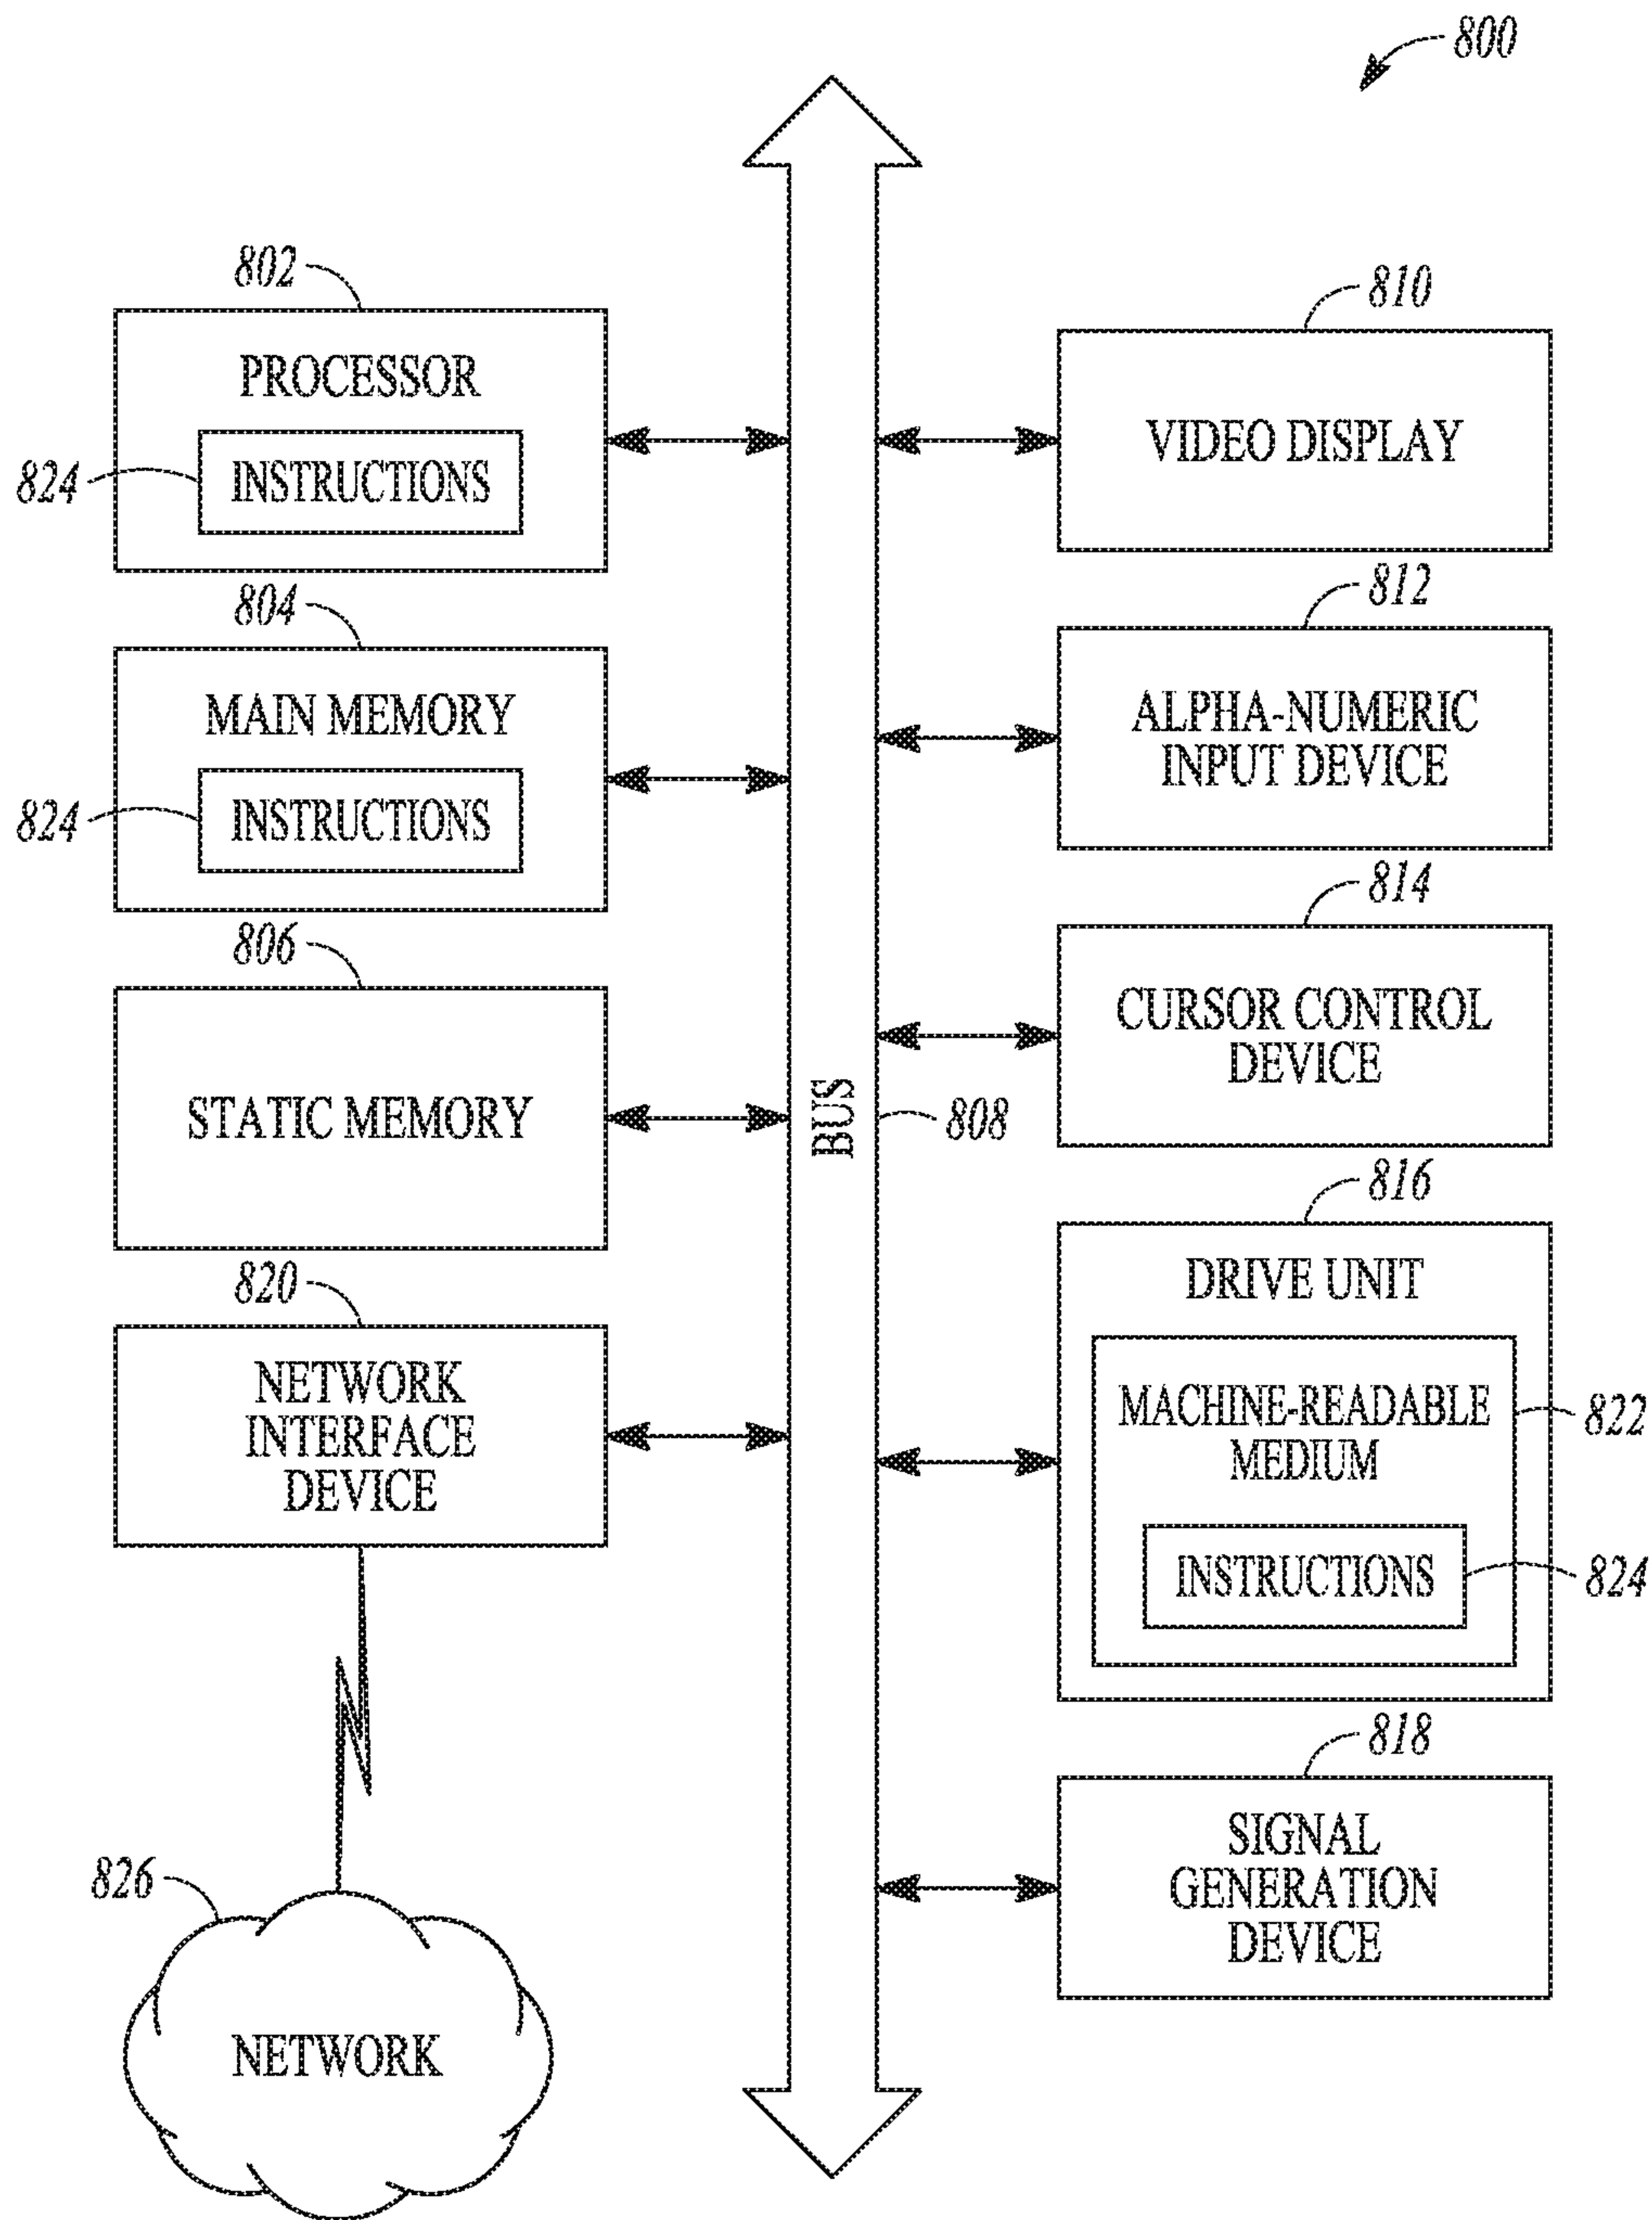 800
802
PROCESSOR
824
INSTRUCTIONS
804
MAIN MEMORY
824
INSTRUCTIONS
806
STATIC MEMORY
820
NETWORK
INTERFACE
DEVICE
826
NETWORK
BUS
808
810
VIDEO DISPLAY
812
ALPHA-NUMERIC
INPUT DEVICE
814
CURSOR CONTROL
DEVICE
816
DRIVE UNIT
MACHINE-READABLE
MEDIUM
822
INSTRUCTIONS
824
818
SIGNAL
GENERATION
DEVICE